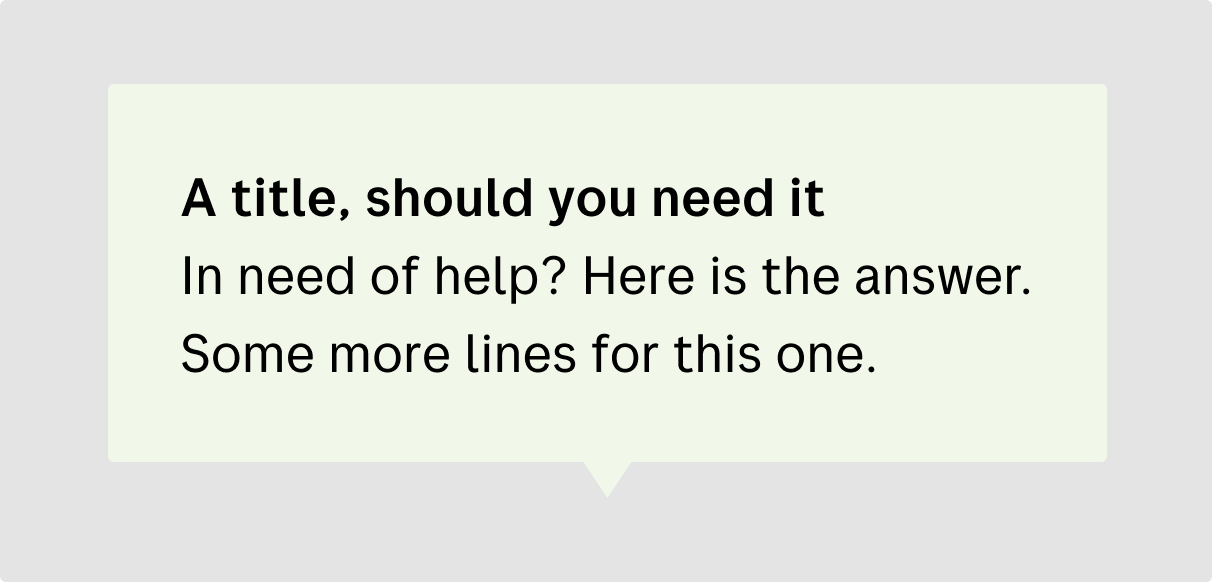 A title, should you need it
In need of help? Here is the answer.
Some more lines for this one.